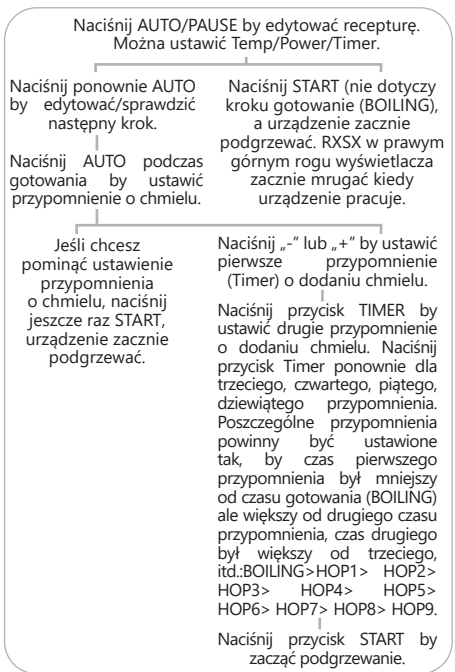 Naciśnij AUTO/PAUSE by edytować recepturę.
Można ustawić Temp/Power/Timer.
Naciśnij ponownie AUTO
by edytować/sprawdzić
następny krok.
Naciśnij AUTO podczas
gotowania by ustawić
przypomnienie o chmielu.
Naciśnij START (nie dotyczy
kroku gotowanie (BOILING),
a urządzenie zacznie
podgrzewać. RXSX w prawym
górnym rogu wyświetlacza
zacznie mrugać kiedy
urządzenie pracuje.
Jeśli chcesz
pominąć ustawienie
przypomnienia
o chmielu, naciśnij
jeszcze raz START,
urządzenie zacznie
podgrzewać.
Naciśnij „-” lub „+” by ustawić
pierwsze przypomnienie
(Timer) o dodaniu chmielu.
Naciśnij przycisk TIMER by
ustawić drugie przypomnienie
o dodaniu chmielu. Naciśnij
przycisk Timer ponownie dla
trzeciego, czwartego, piątego,
dziewiątego przypomnienia.
Poszczególne przypomnienia
powinny być ustawione
tak, by czas pierwszego
przypomnienia był mniejszy
od czasu gotowania (BOILING)
ale większy od drugiego czasu
przypomnienia, czas drugiego
był większy od trzeciego,
itd.:BOILING>HOP1> HOP2>
HOP3> HOP4> HOP5>
HOP6> HOP7> HOP8> HOP9.
Naciśnij przycisk START by
zacząć podgrzewanie.